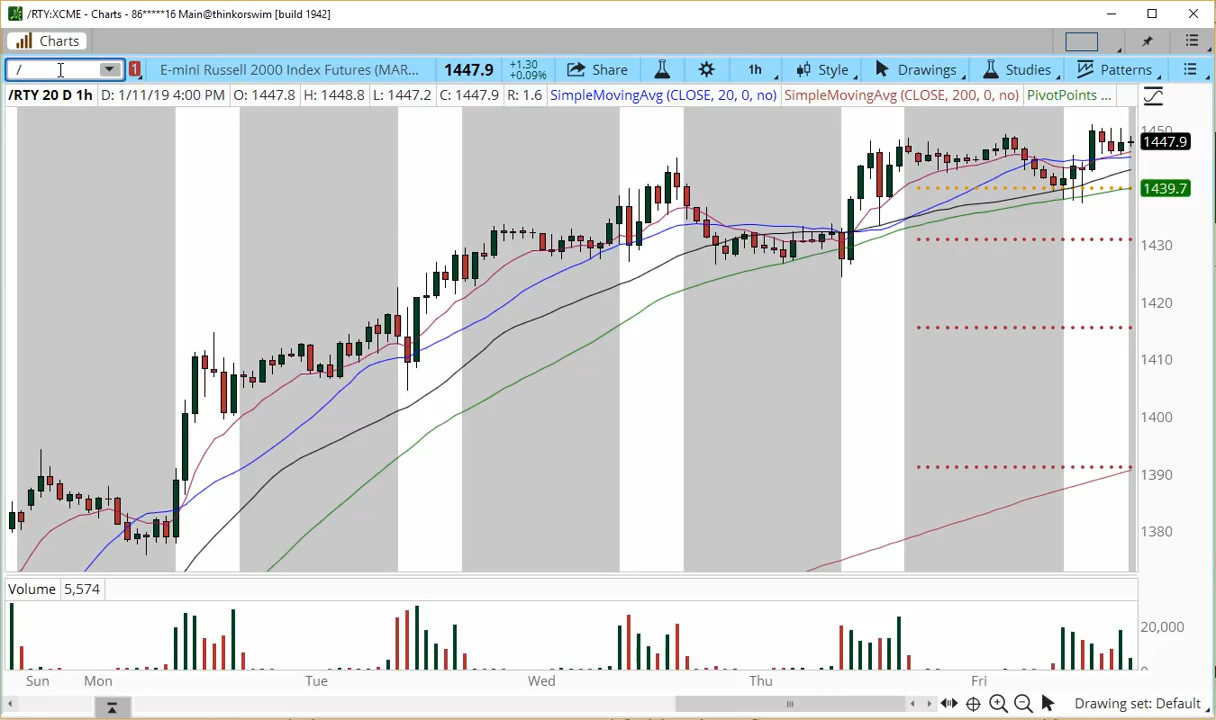 /RTY:XCME - Charts - 86*****16 Main@thinkorswim [build 1942]
Charts
/ 1 E-mini Russell 2000 Index Futures (MAR... 1447.9 +1.30 +0.09% Share 1h Style Drawings Studies Patterns
/RTY 20 D 1h D: 1/11/19 4:00 PM O: 1447.8 H: 1448.8 L: 1447.2 C: 1447.9 R: 1.6 SimpleMovingAvg (CLOSE, 20, 0, no) SimpleMovingAvg (CLOSE, 200, 0, no) PivotPoints ...
1450
1447.9
1439.7
1430
1420
1410
1400
1390
1380
Volume 5,574
20,000
Sun Mon Tue Wed Thu Fri
Drawing set: Default